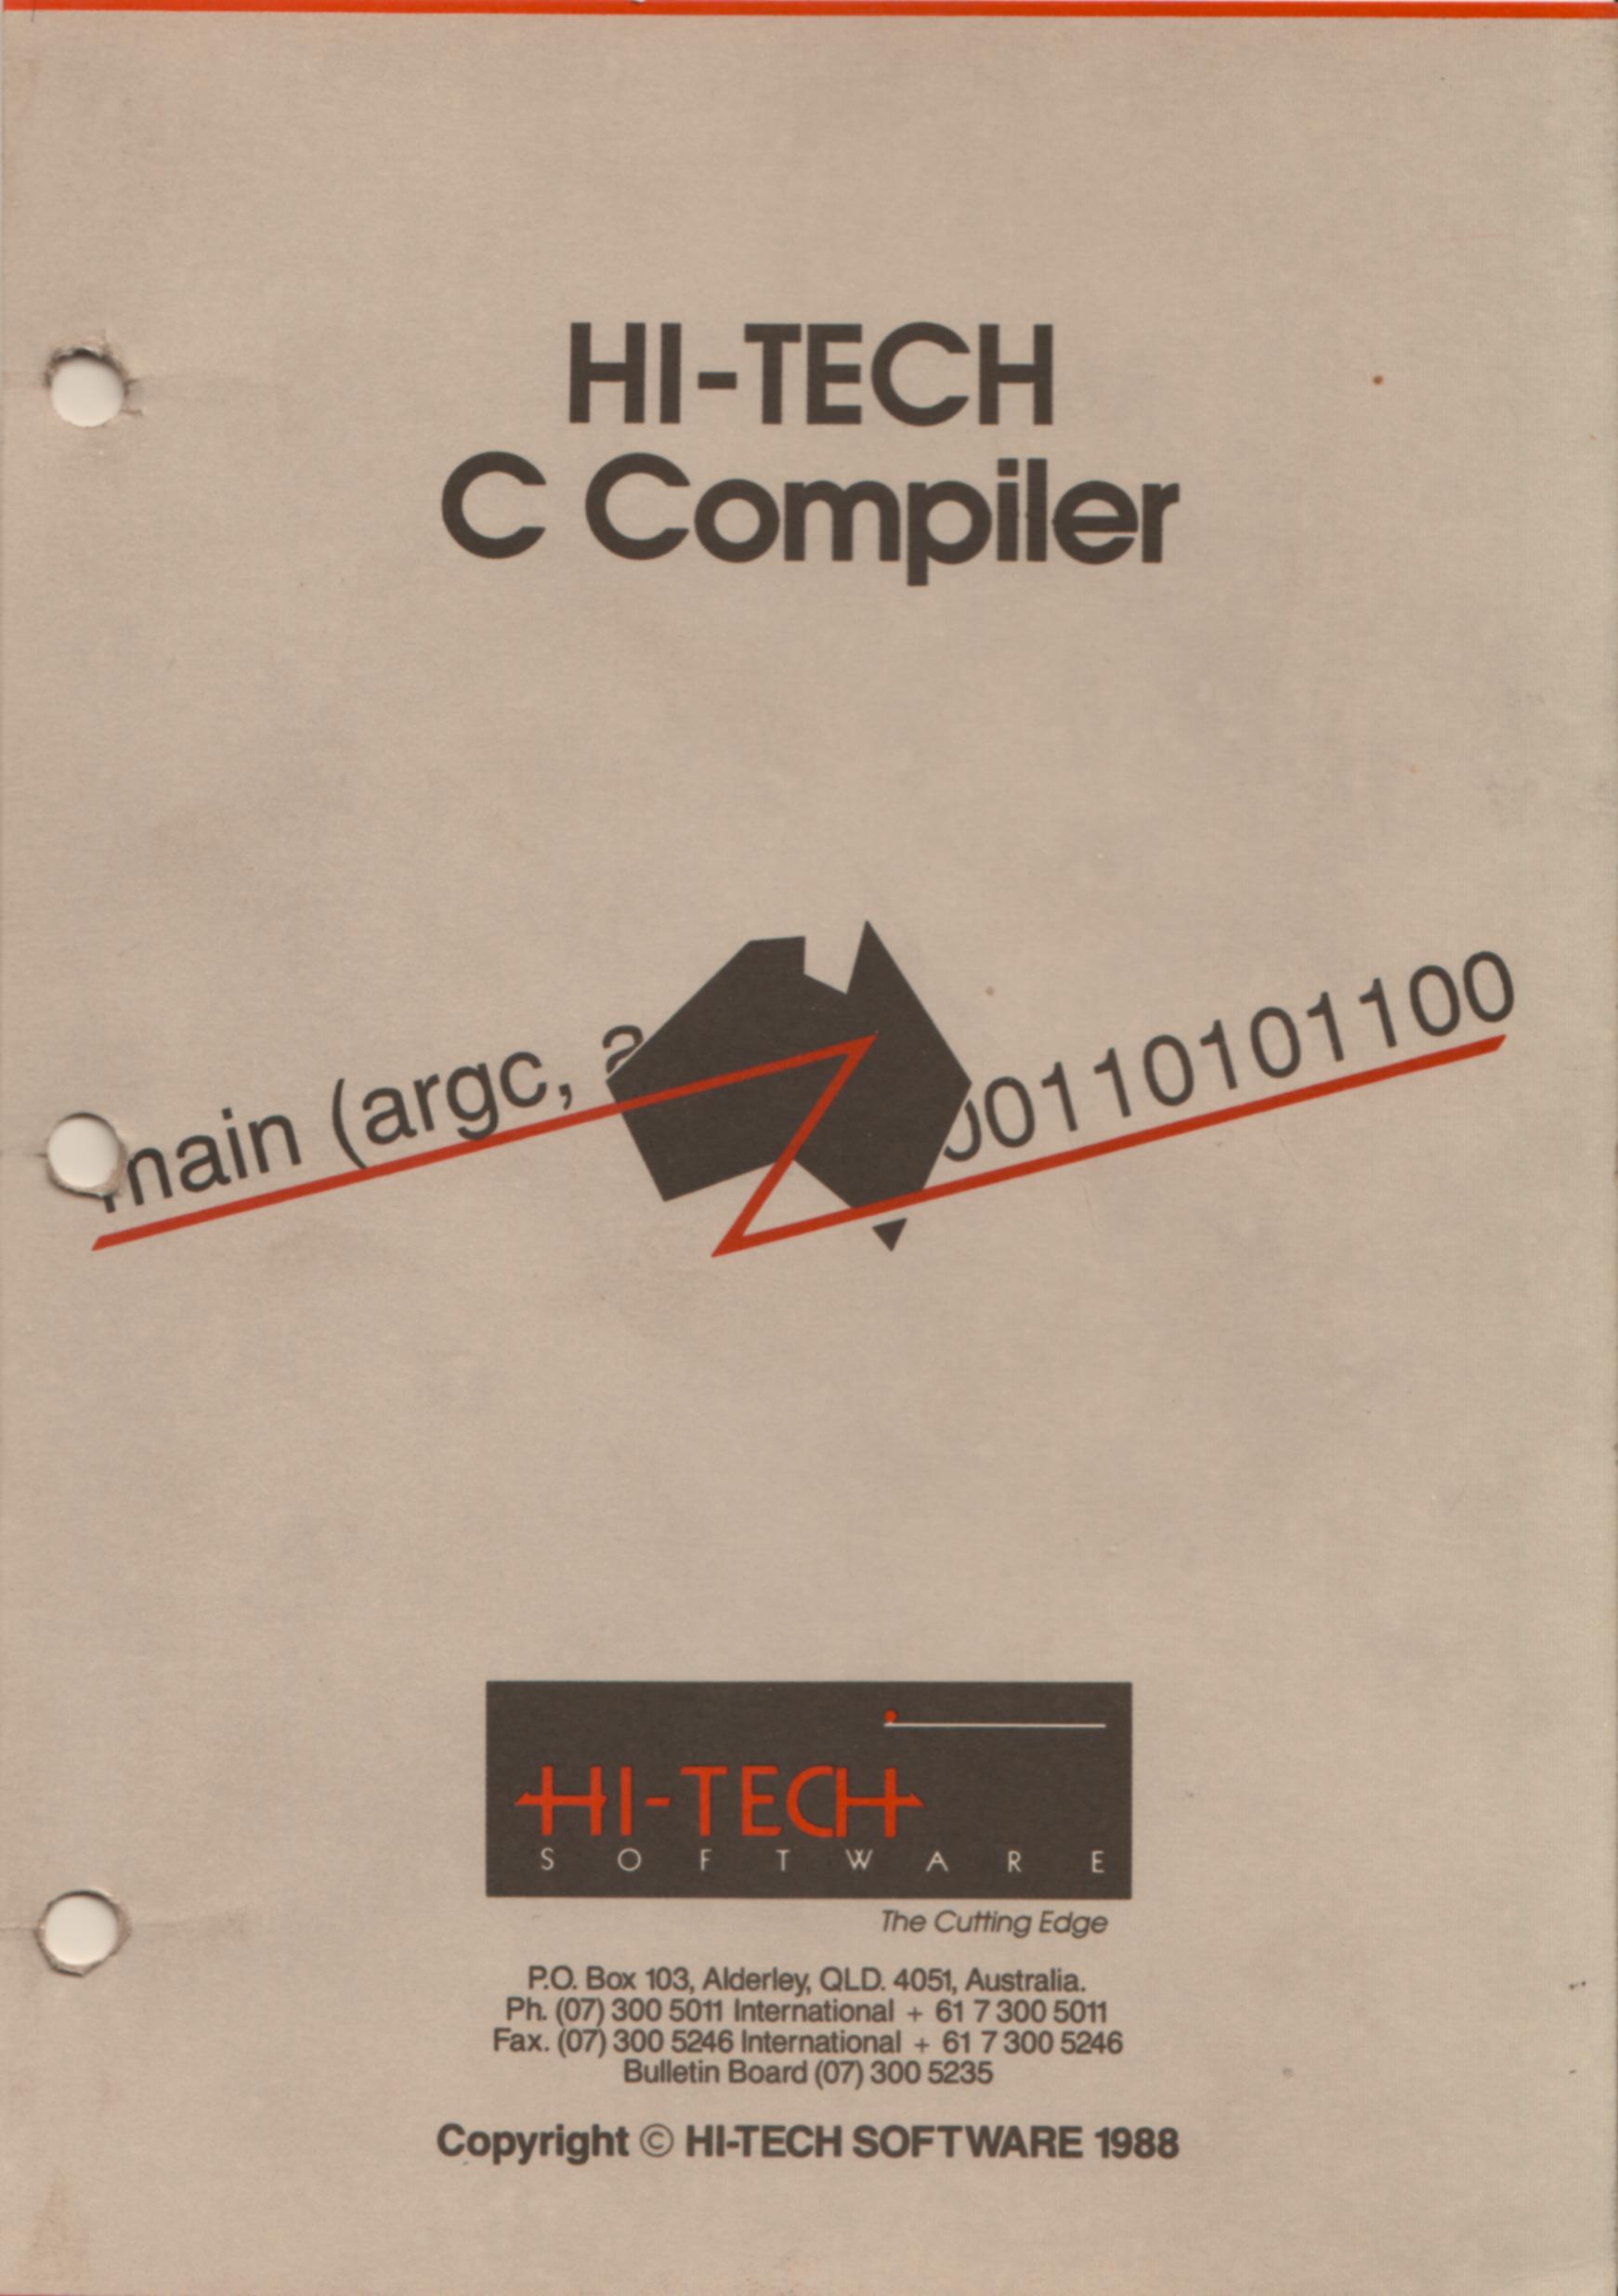 HI-TECH
C Compiler
main (argc, a
0011010101100
HI-TECH
SOFTWARE
The Cutting Edge
P.O. Box 103, Alderley, QLD. 4051, Australia.
Ph. (07) 300 5011 International + 61 7 300 5011
Fax. (07) 300 5246 International + 61 7 300 5246
Bulletin Board (07) 300 5235
Copyright © HI-TECH SOFTWARE 1988